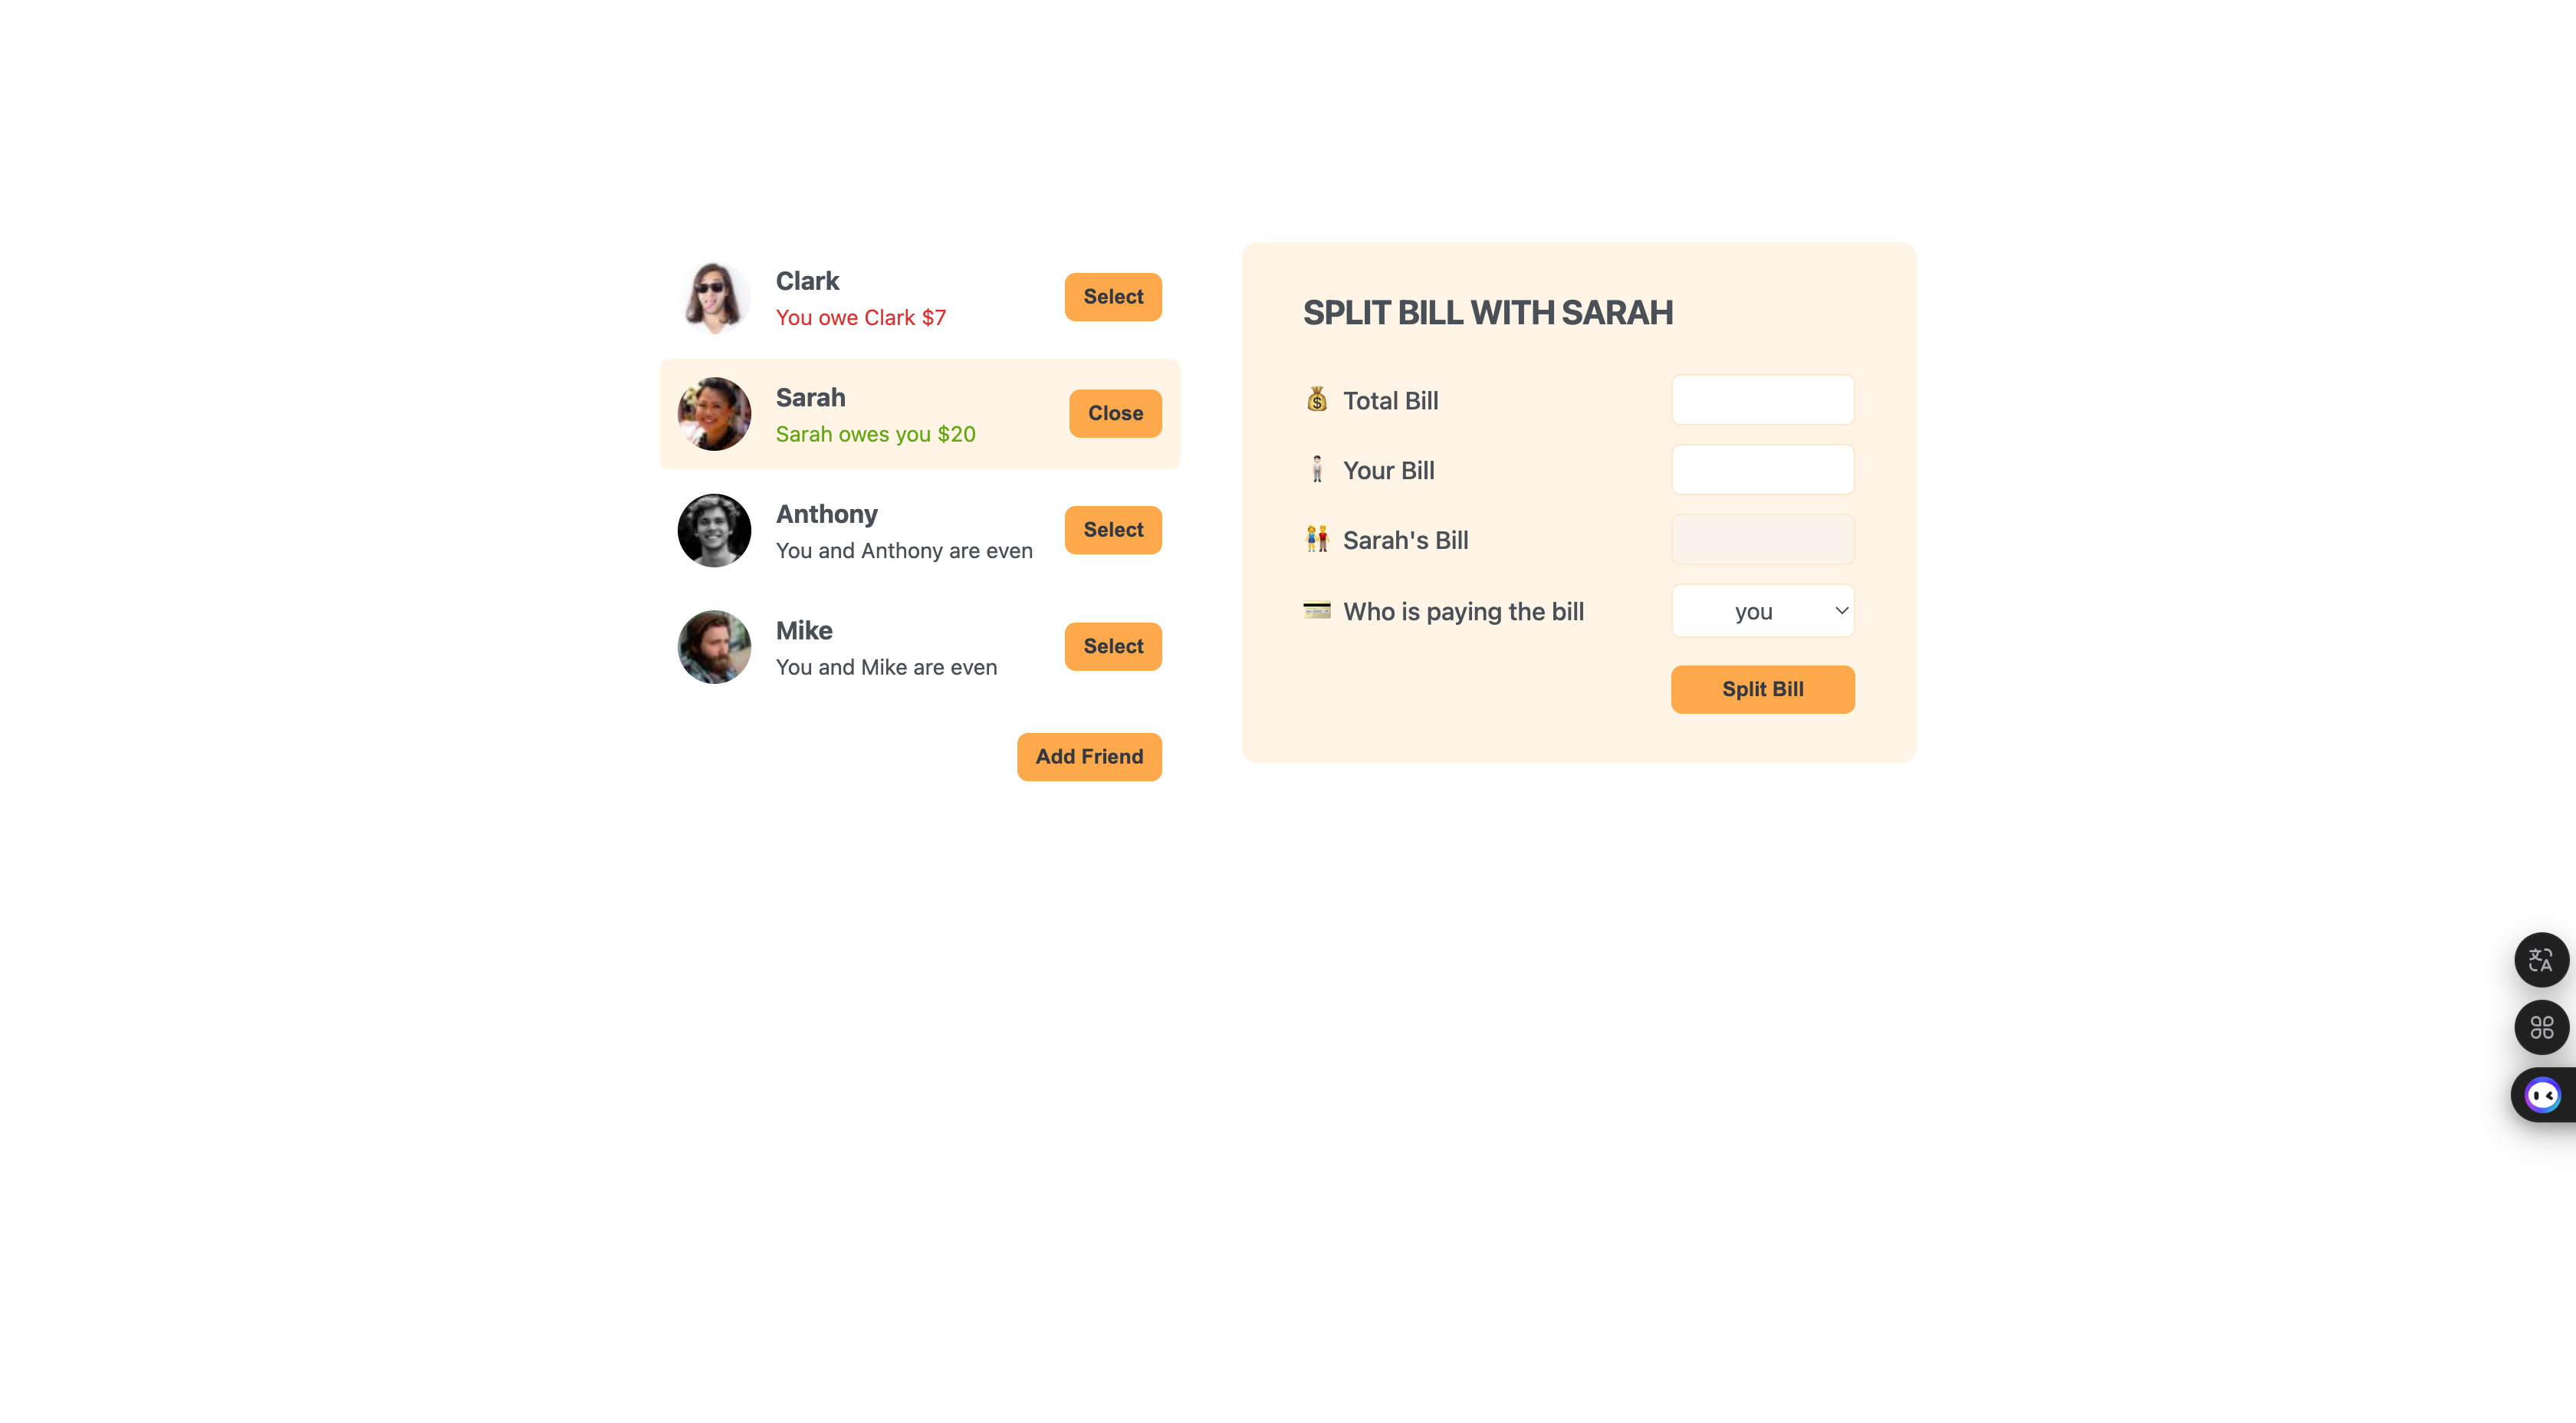 Clark
You owe Clark $7
Select
Sarah
Sarah owes you $20
Close
Anthony
You and Anthony are even
Select
Mike
You and Mike are even
Select
Add Friend
SPLIT BILL WITH SARAH
💰 Total Bill
🧍🏻‍♂️ Your Bill
👫 Sarah's Bill
💳 Who is paying the bill
you
Split Bill